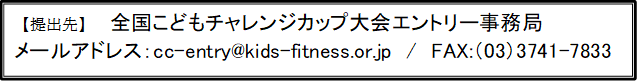 【提出先】　全国こどもチャレンジカップ大会エントリー事務局
メールアドレス：cc-entry@kids-fitness.or.jp　/　FAX:(03)3741-7833